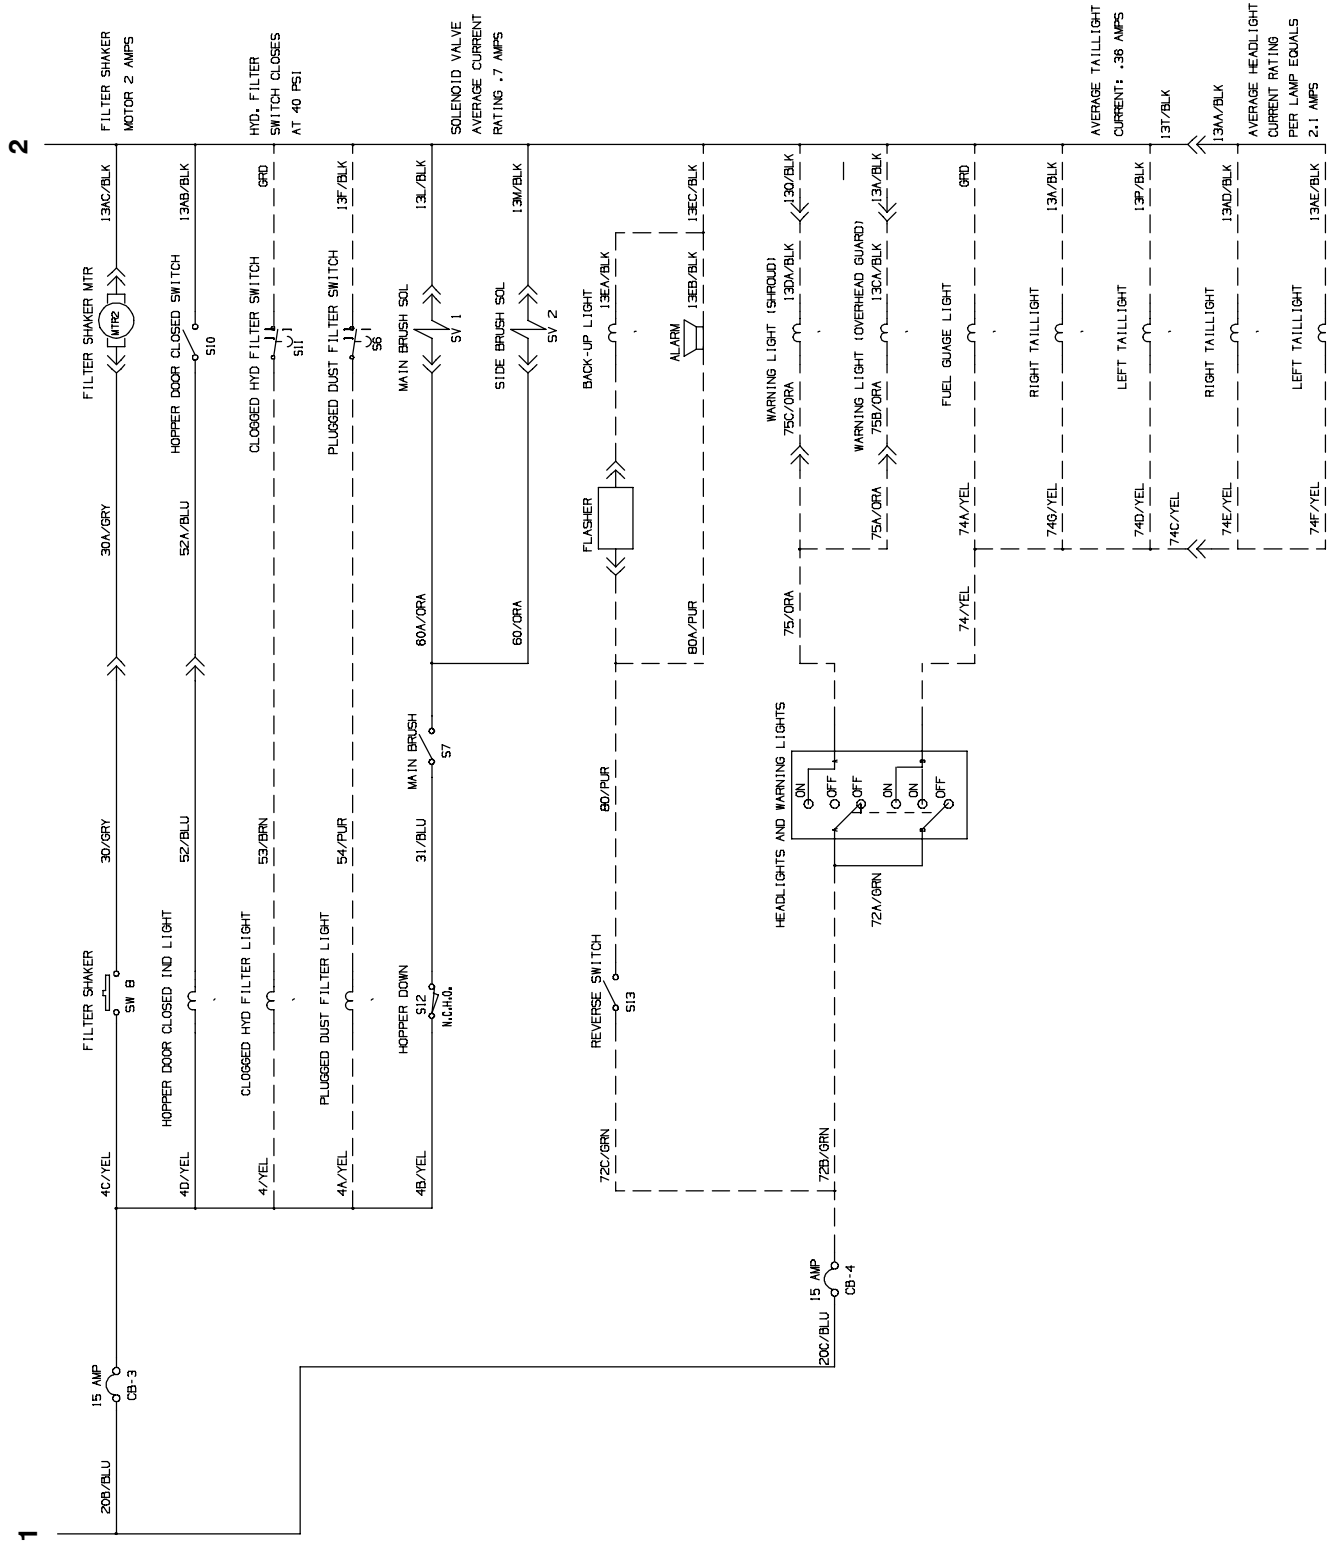 1
2
20B/BLU
15 AMP
CB-3
4C/YEL
FILTER SHAKER
SW 8
30/GRY
30A/GRY
FILTER SHAKER MTR
MTR2
13AC/BLK
FILTER SHAKER
MOTOR 2 AMPS
4D/YEL
HOPPER DOOR CLOSED IND LIGHT
52/BLU
52A/BLU
HOPPER DOOR CLOSED SWITCH
S10
13AB/BLK
4/YEL
CLOGGED HYD FILTER LIGHT
53/BRN
CLOGGED HYD FILTER SWITCH
S11
GRD
HYD. FILTER
SWITCH CLOSES
AT 40 PSI
4A/YEL
PLUGGED DUST FILTER LIGHT
54/PUR
PLUGGED DUST FILTER SWITCH
S6
13F/BLK
4B/YEL
HOPPER DOWN
S12
N.C.H.O.
31/BLU
MAIN BRUSH
S7
60A/ORA
MAIN BRUSH SOL
SV 1
13L/BLK
SOLENOID VALVE
AVERAGE CURRENT
RATING .7 AMPS
60/ORA
SIDE BRUSH SOL
SV 2
13M/BLK
72C/GRN
REVERSE SWITCH
S13
80/PUR
FLASHER
BACK-UP LIGHT
13EA/BLK
80A/PUR
ALARM
13EB/BLK
13EC/BLK
20C/BLU
15 AMP
CB-4
72B/GRN
72A/GRN
HEADLIGHTS AND WARNING LIGHTS
ON
OFF
OFF
ON
ON
OFF
A
A
B
B
75/ORA
75C/ORA
WARNING LIGHT (SHROUD)
13DA/BLK
13O/BLK
75A/ORA
75B/ORA
WARNING LIGHT (OVERHEAD GUARD)
13CA/BLK
13A/BLK
74/YEL
74A/YEL
FUEL GUAGE LIGHT
GRD
74G/YEL
RIGHT TAILLIGHT
13A/BLK
74D/YEL
LEFT TAILLIGHT
13P/BLK
AVERAGE TAILLIGHT
CURRENT: .36 AMPS
74C/YEL
13T/BLK
13AA/BLK
74E/YEL
RIGHT TAILLIGHT
13AD/BLK
AVERAGE HEADLIGHT
CURRENT RATING
PER LAMP EQUALS
2.1 AMPS
74F/YEL
LEFT TAILLIGHT
13AE/BLK